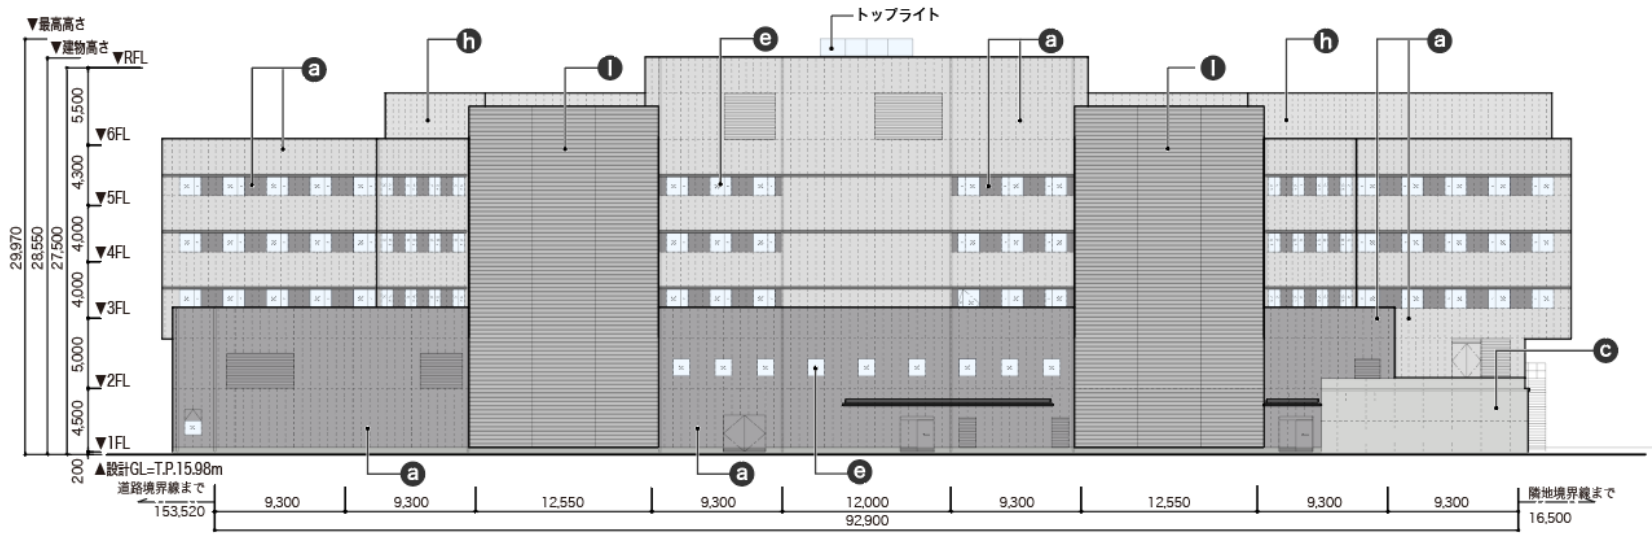 トップライト
▼最高高さ
▼建物高さ
▼RFL
h
e
a
h
a
a
l
l
5,500
▼6FL
4,300
▼5FL
4,000
▼4FL
4,000
▼3FL
5,000
▼2FL
4,500
▼1FL
200
29,970
28,550
27,500
c
▲設計GL=T.P.15.98m
a
a
e
道路境界線まで
153,520
9,300
9,300
12,550
9,300
12,000
9,300
12,550
9,300
9,300
隣地境界線まで
16,500
92,900